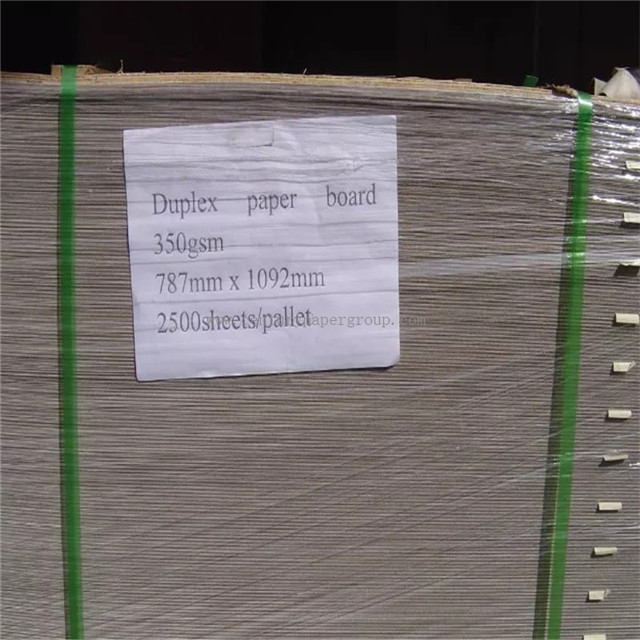 Duplex paper board
350gsm
787mm x 1092mm
2500sheets/pallet